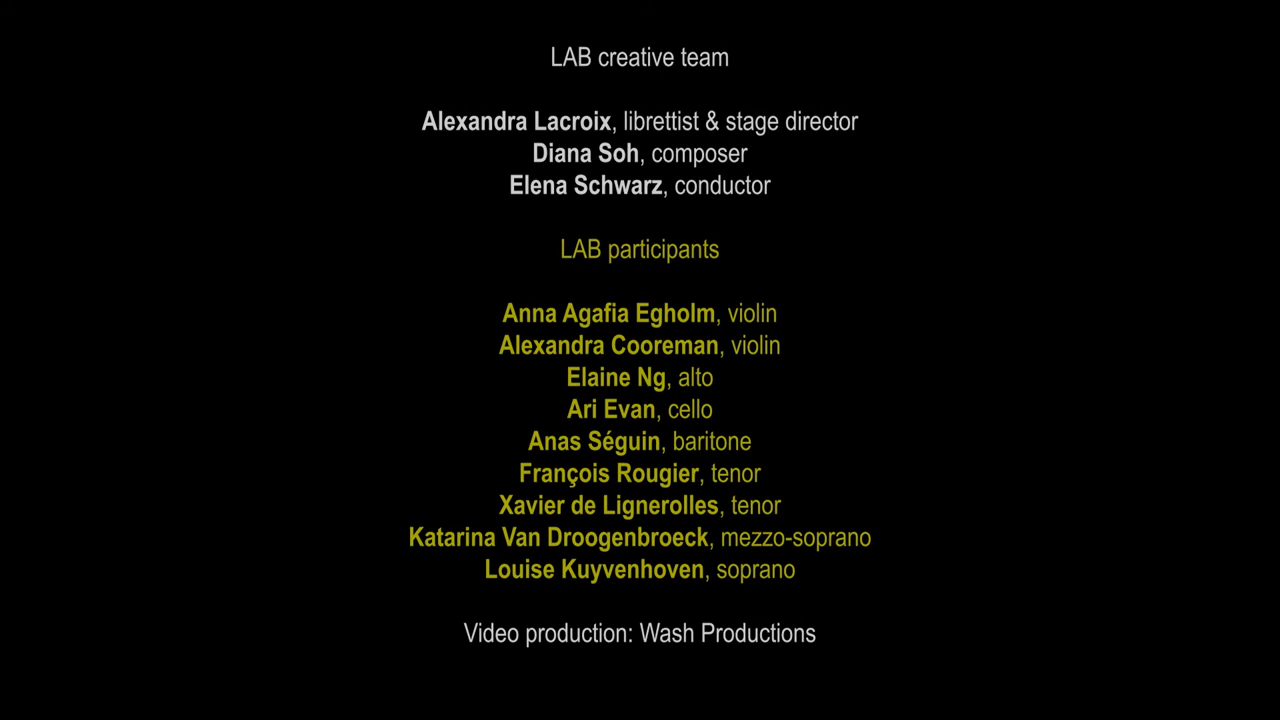 LAB creative team
Alexandra Lacroix, librettist & stage director
Diana Soh, composer
Elena Schwarz, conductor
LAB participants
Anna Agafia Egholm, violin
Alexandra Cooreman, violin
Elaine Ng, alto
Ari Evan, cello
Anas Séguin, baritone
François Rougier, tenor
Xavier de Lignerolles, tenor
Katarina Van Droogenbroeck, mezzo-soprano
Louise Kuyvenhoven, soprano
Video production: Wash Productions